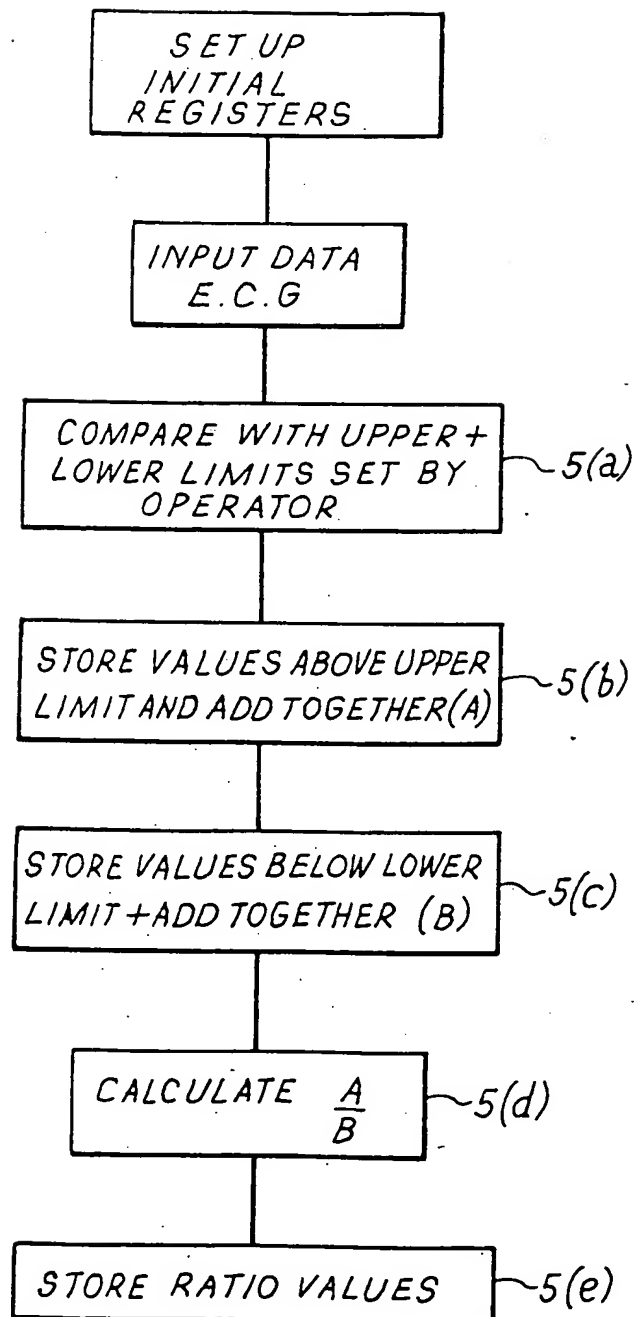 SET UP
INITIAL
REGISTERS
INPUT DATA
E.C.G
COMPARE WITH UPPER +
LOWER LIMITS SET BY
OPERATOR
5(a)
STORE VALUES ABOVE UPPER
LIMIT AND ADD TOGETHER (A)
5(b)
STORE VALUES BELOW LOWER
LIMIT + ADD TOGETHER (B)
5(c)
CALCULATE A
B
5(d)
STORE RATIO VALUES
5(e)